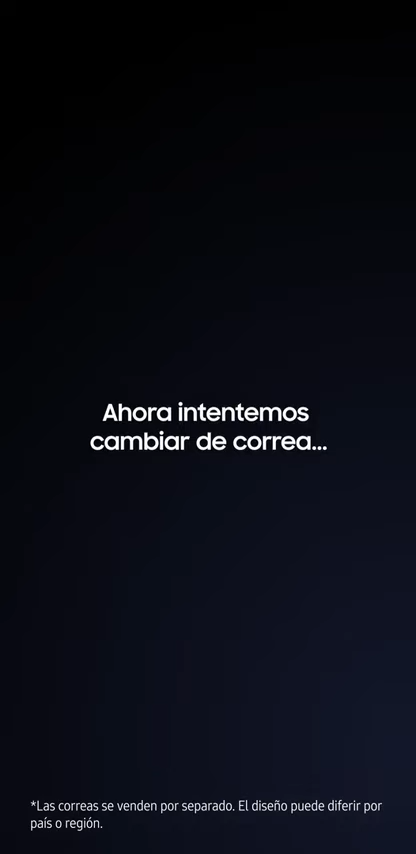 Ahora intentemos
cambiar de correa...
*Las correas se venden por separado. El diseño puede diferir por
país o región.